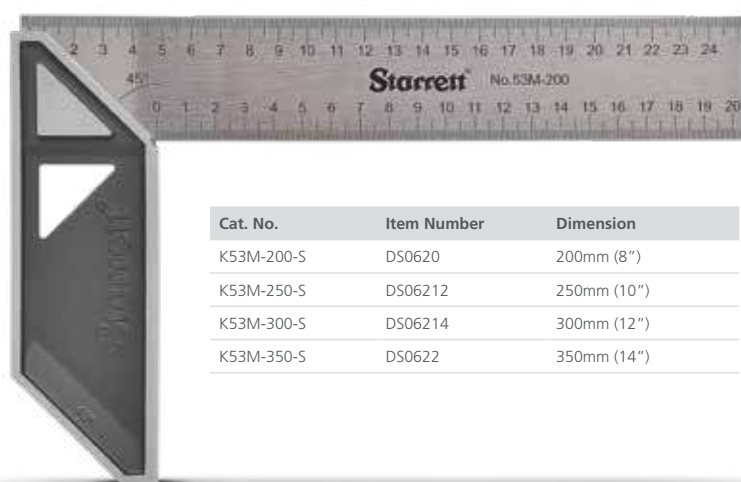 2 3 4 5 6 7 8 9 10 11 12 13 14 15 16 17 18 19 20 21 22 23 24
45°
Starrett No.53M-200
0 1 2 3 4 5 6 7 8 9 10 11 12 13 14 15 16 17 18 19 20
Starrett
Cat. No. Item Number Dimension
K53M-200-S DS0620 200mm (8”)
K53M-250-S DS06212 250mm (10”)
K53M-300-S DS06214 300mm (12”)
K53M-350-S DS0622 350mm (14”)